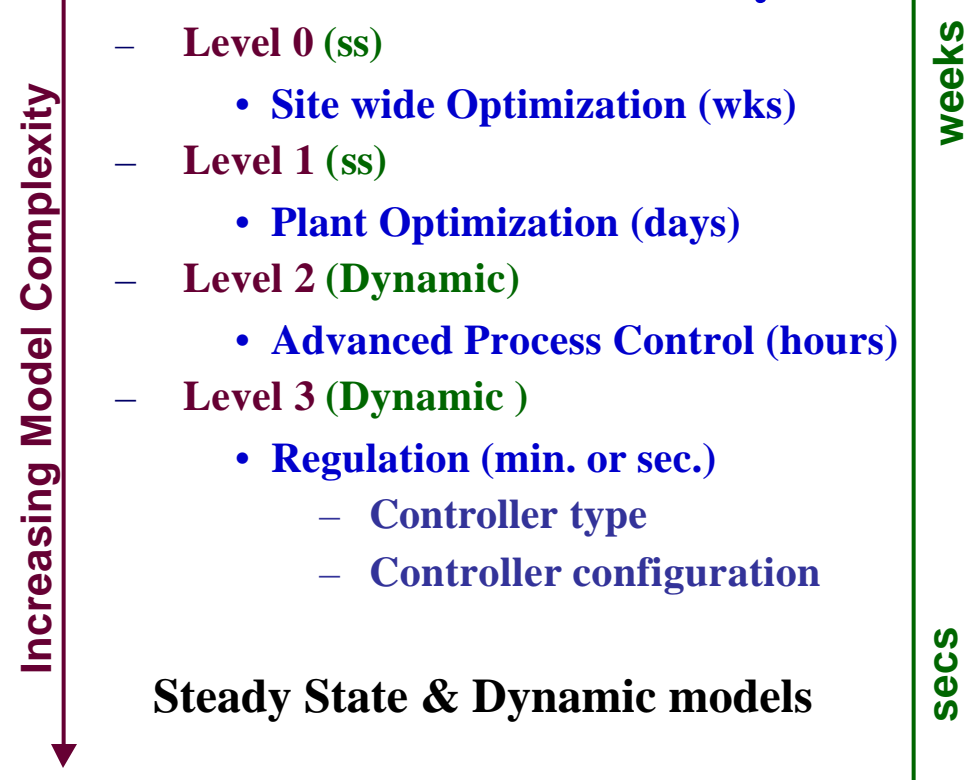 – Level 0 (ss)
• Site wide Optimization (wks)
– Level 1 (ss)
• Plant Optimization (days)
– Level 2 (Dynamic)
• Advanced Process Control (hours)
– Level 3 (Dynamic )
• Regulation (min. or sec.)
– Controller type
– Controller configuration
Steady State & Dynamic models
Increasing Model Complexity
weeks
secs